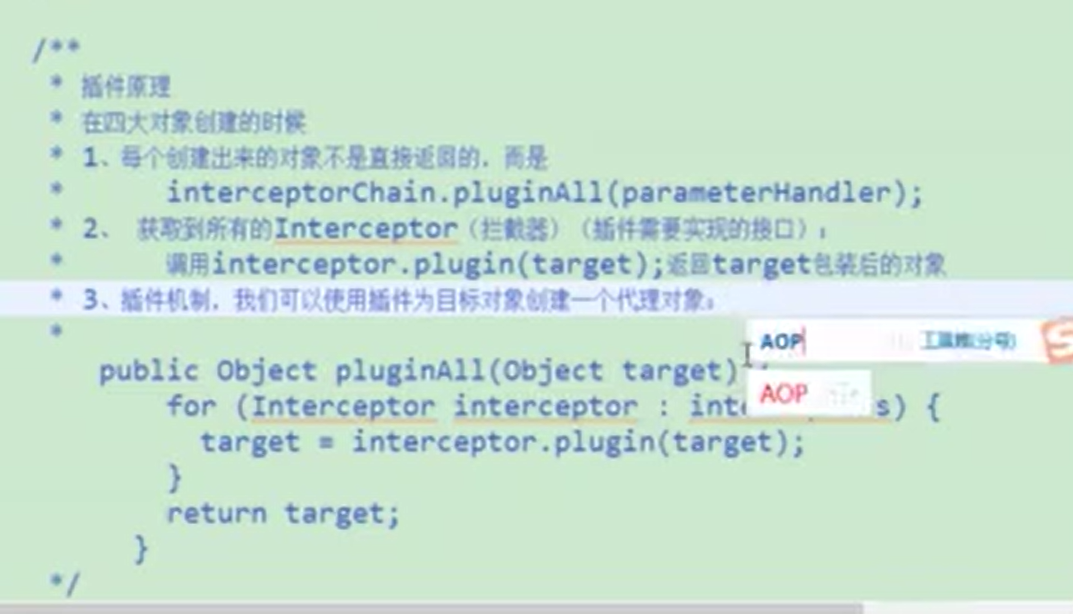 /**
* 插件原理
* 在四大对象创建的时候
* 1、每个创建出来的对象不是直接返回的，而是
* interceptorChain.pluginAll(parameterHandler);
* 2、 获取到所有的Interceptor（拦截器）（插件需要实现的接口）；
* 调用interceptor.plugin(target);返回target包装后的对象
* 3、插件机制，我们可以使用插件为目标对象创建一个代理对象；
*
AOP 工具箱(分号)
public Object pluginAll(Object target)
AOP
for (Interceptor interceptor : inte s) {
target = interceptor.plugin(target);
}
return target;
}
*/